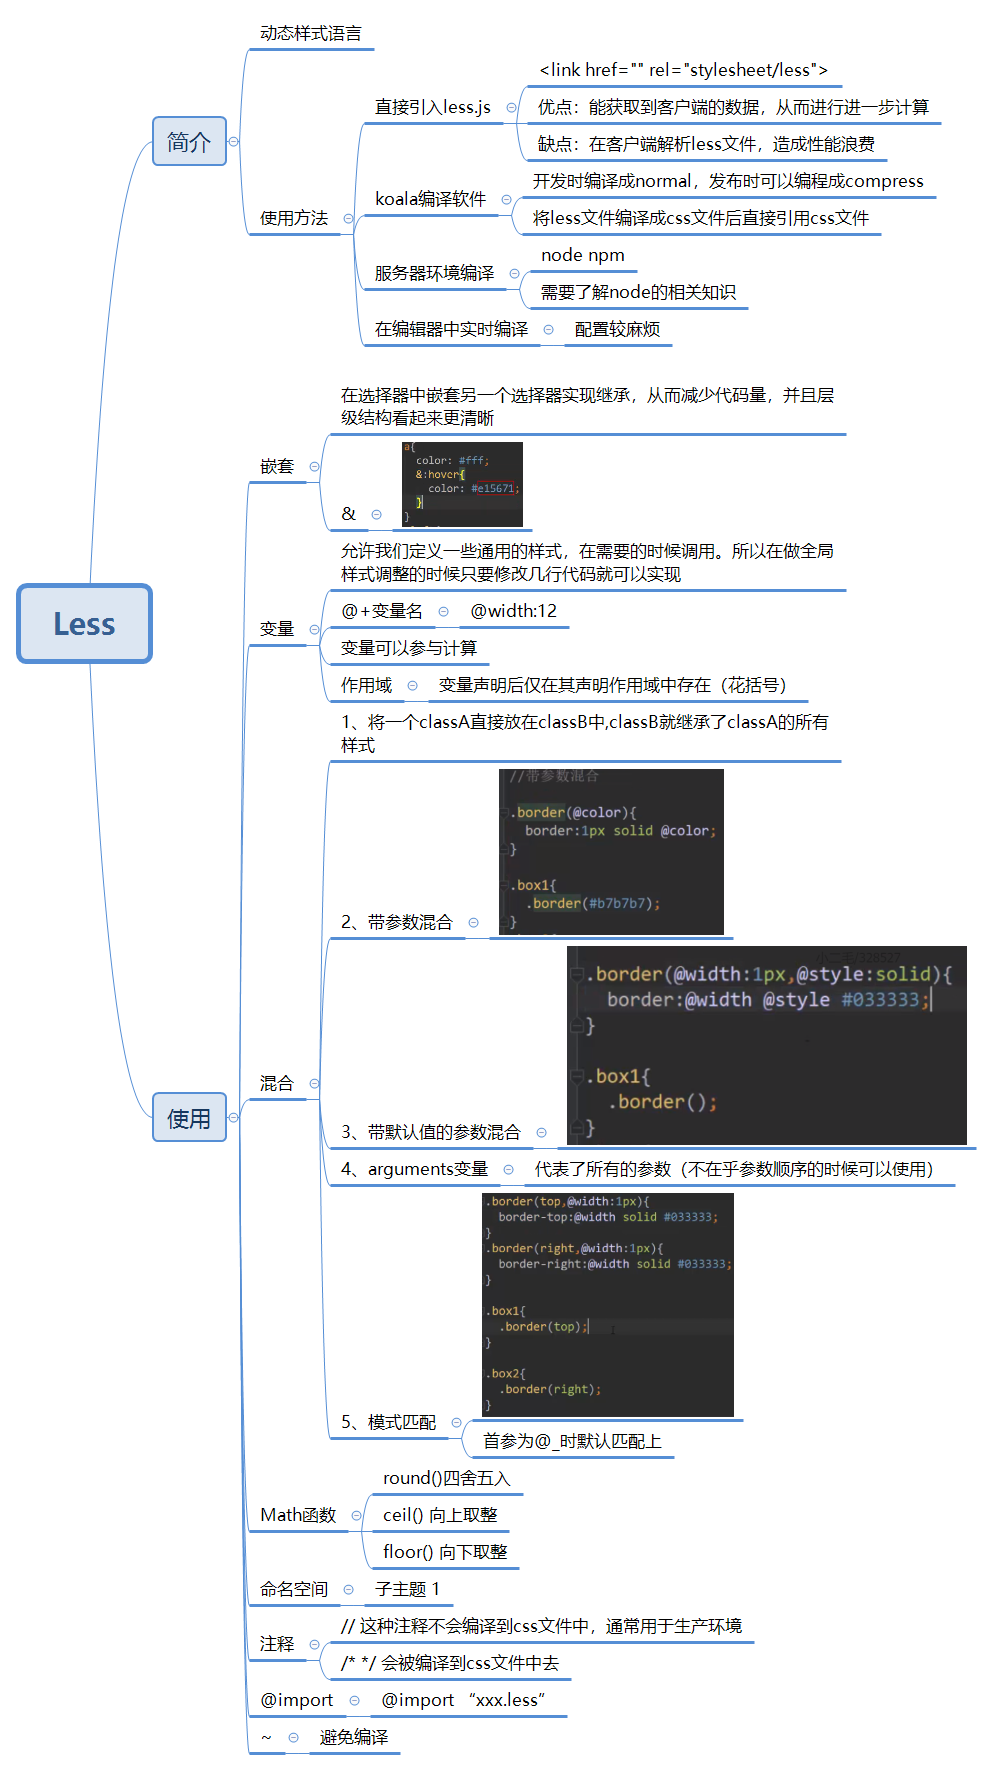 Less
简介
动态样式语言
使用方法
直接引入less.js
<link href="" rel="stylesheet/less">
优点：能获取到客户端的数据，从而进行进一步计算
缺点：在客户端解析less文件，造成性能浪费
koala编译软件
开发时编译成normal，发布时可以编程成compress
将less文件编译成css文件后直接引用css文件
服务器环境编译
node npm
需要了解node的相关知识
在编辑器中实时编译
配置较麻烦
使用
嵌套
在选择器中嵌套另一个选择器实现继承，从而减少代码量，并且层
级结构看起来更清晰
&
a{
color: #fff;
&:hover{
color: #e15671;
}
}
变量
允许我们定义一些通用的样式，在需要的时候调用。所以在做全局
样式调整的时候只要修改几行代码就可以实现
@+变量名
@width:12
变量可以参与计算
作用域
变量声明后仅在其声明作用域中存在（花括号）
混合
1、将一个classA直接放在classB中,classB就继承了classA的所有
样式
2、带参数混合
//带参数混合
.border(@color){
border:1px solid @color;
}
.box1{
.border(#b7b7b7);
}
3、带默认值的参数混合
.border(@width:1px,@style:solid){
border:@width @style #033333;
}
.box1{
.border();
}
4、arguments变量
代表了所有的参数（不在乎参数顺序的时候可以使用）
5、模式匹配
.border(top,@width:1px){
border-top:@width solid #033333;
}
.border(right,@width:1px){
border-right:@width solid #033333;
}
.box1{
.border(top);
}
.box2{
.border(right);
}
首参为@_时默认匹配上
Math函数
round()四舍五入
ceil() 向上取整
floor() 向下取整
命名空间
子主题 1
注释
// 这种注释不会编译到css文件中，通常用于生产环境
/* */ 会被编译到css文件中去
@import
@import “xxx.less”
~
避免编译